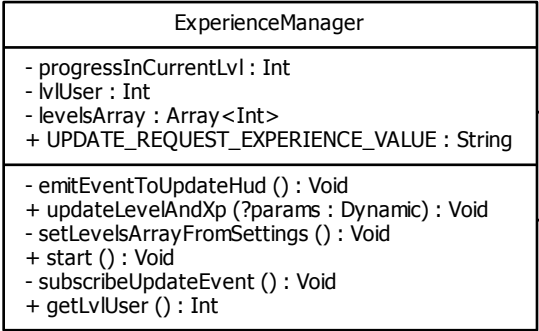 ExperienceManager
- progressInCurrentLvl : Int
- lvlUser : Int
- levelsArray : Array<Int>
+ UPDATE_REQUEST_EXPERIENCE_VALUE : String
- emitEventToUpdateHud () : Void
+ updateLevelAndXp (?params : Dynamic) : Void
- setLevelsArrayFromSettings () : Void
+ start () : Void
- subscribeUpdateEvent () : Void
+ getLvlUser () : Int